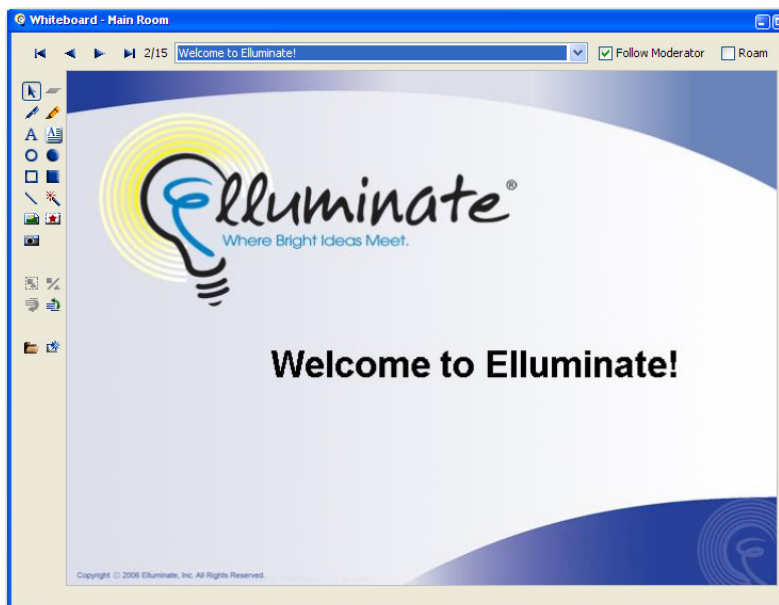 Whiteboard - Main Room
2/15 Welcome to Elluminate! Follow Moderator Roam
A A
Elluminate®
Where Bright Ideas Meet.
Welcome to Elluminate!
Copyright © 2006 Elluminate, Inc. All Rights Reserved.